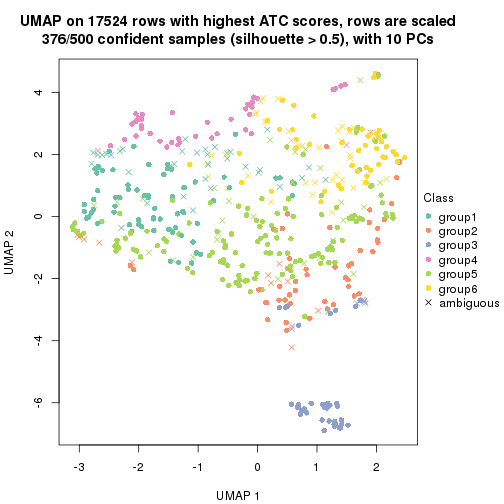 UMAP on 17524 rows with highest ATC scores, rows are scaled
376/500 confident samples (silhouette > 0.5), with 10 PCs
4
2
0
-2
-4
-6
UMAP 2
-3
-2
-1
0
1
2
UMAP 1
Class
group1
group2
group3
group4
group5
group6
ambiguous